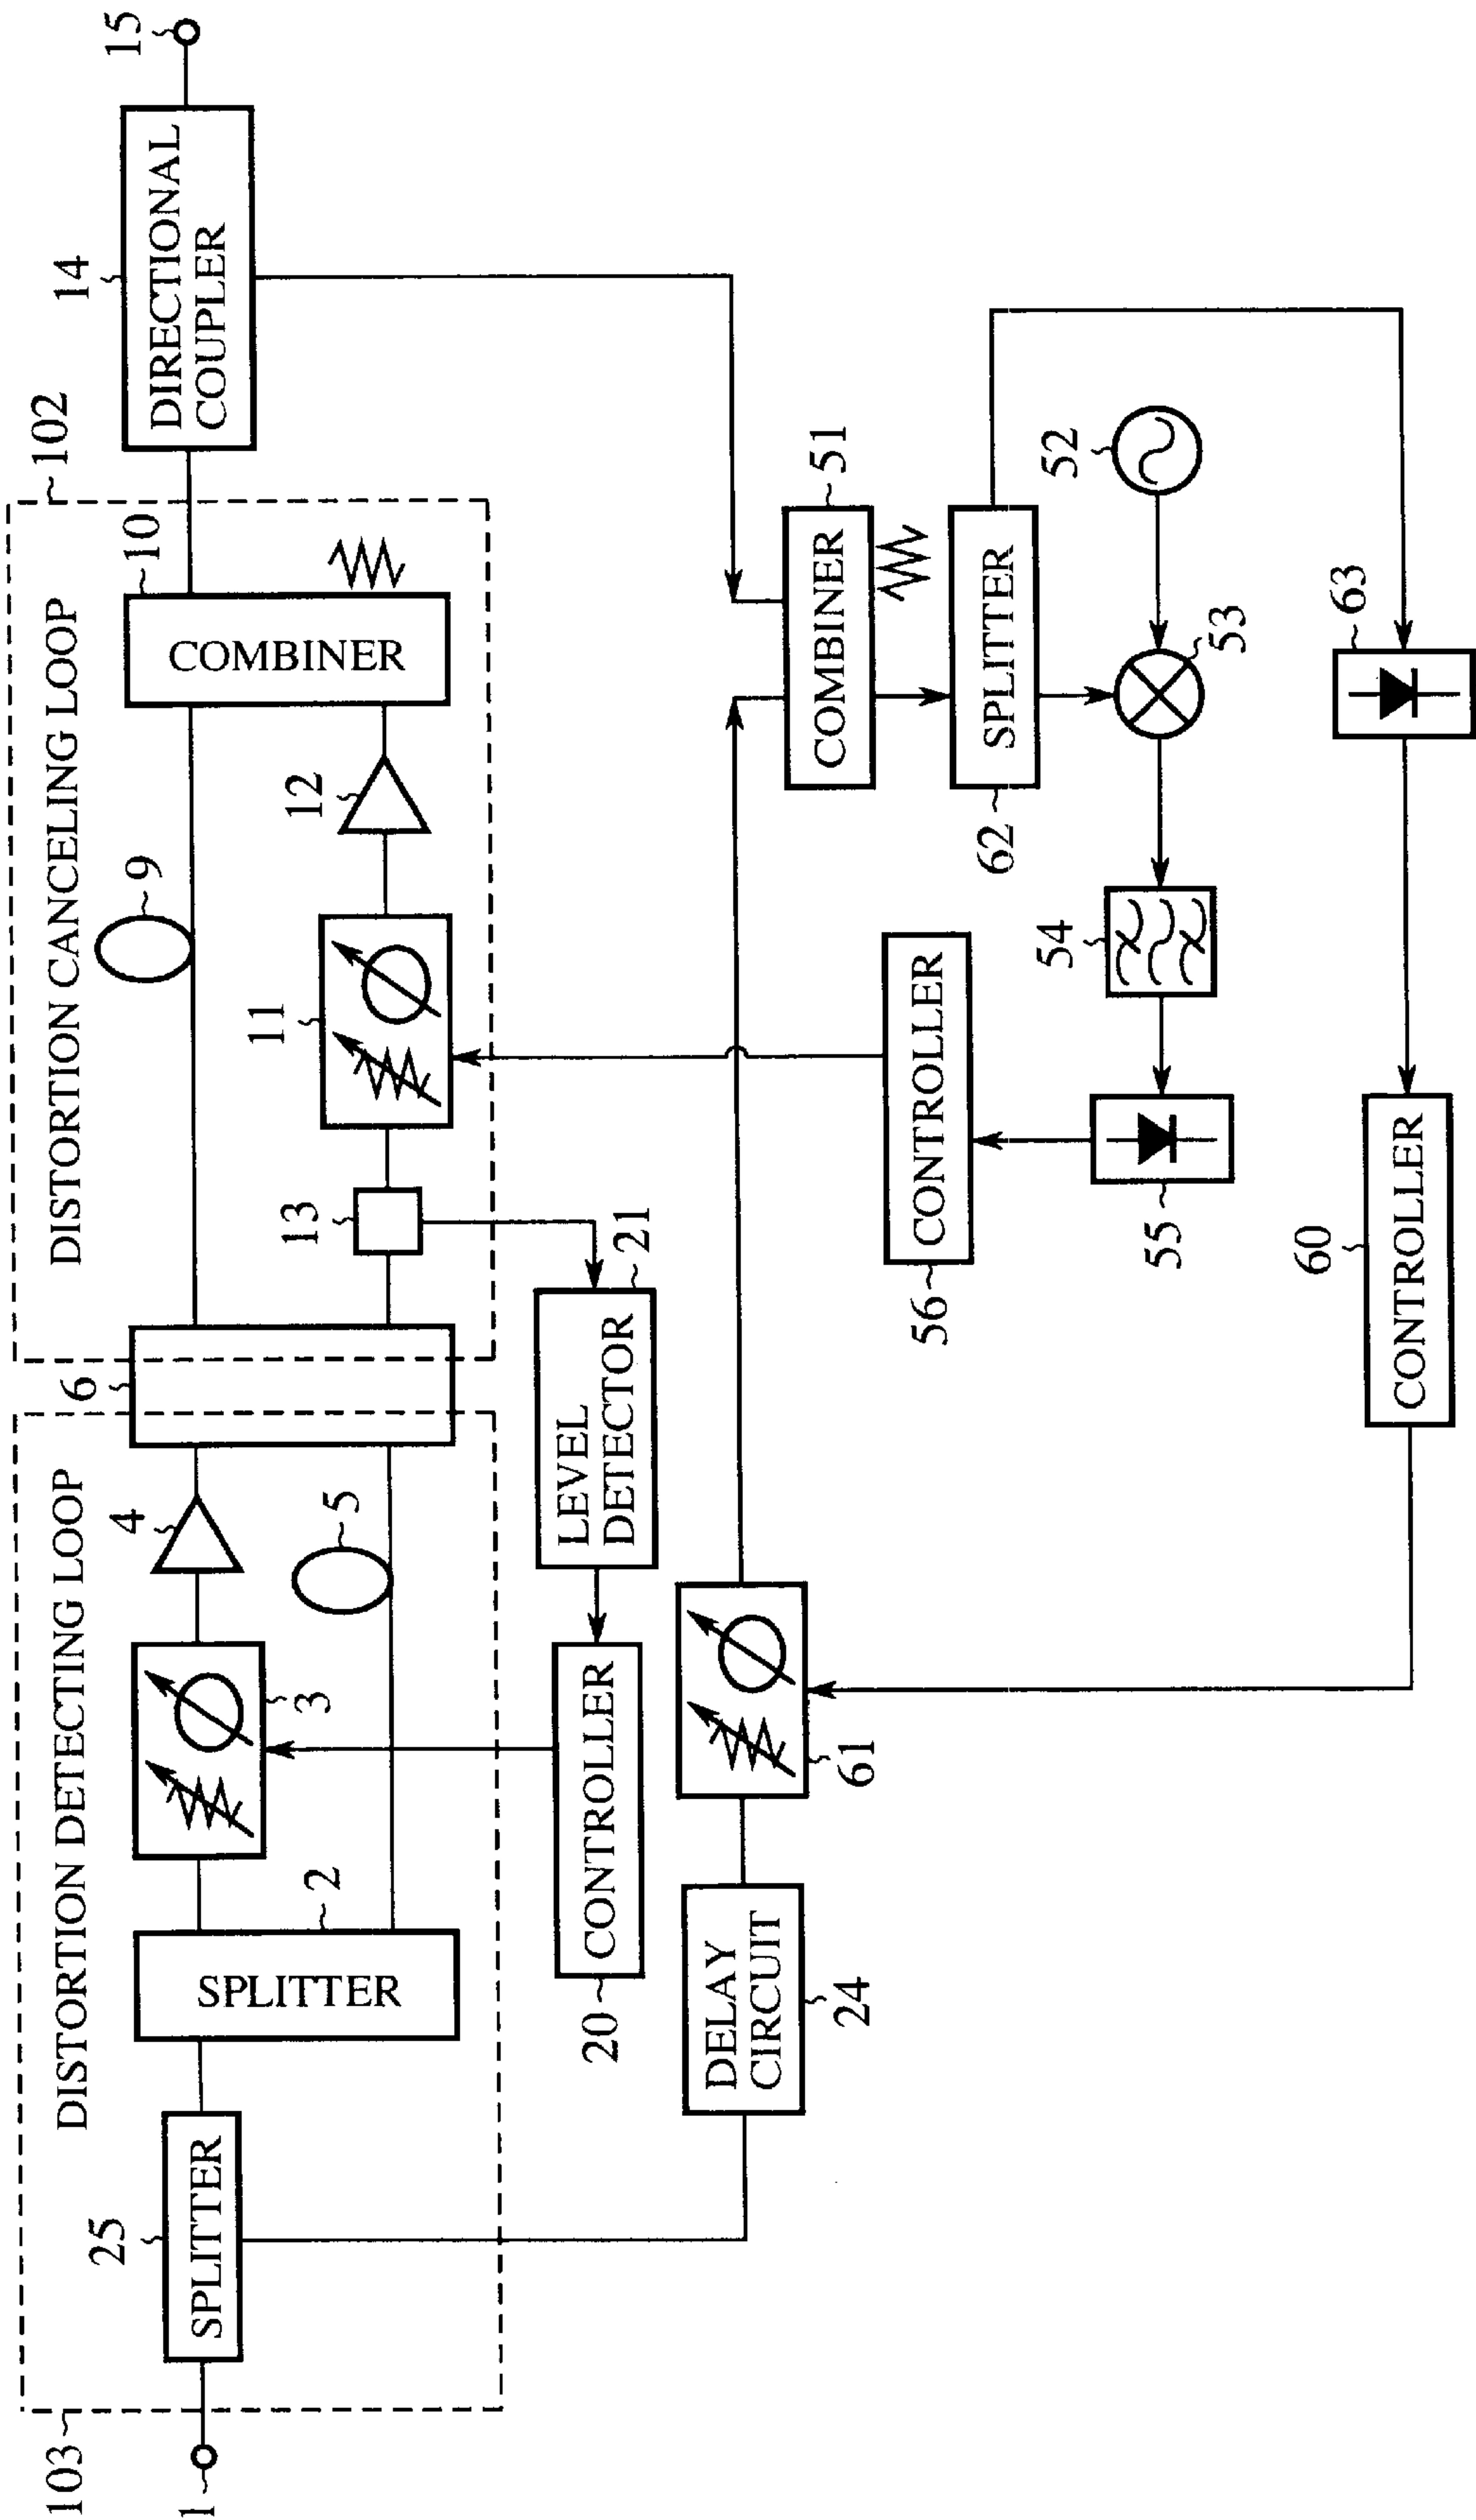 103
DISTORTION DETECTING LOOP
DISTORTION CANCELING LOOP
102
1
25
SPLITTER
SPLITTER
2
3
4
5
6
13
11
9
12
10
COMBINER
14
DIRECTIONAL
COUPLER
15
20
CONTROLLER
LEVEL
DETECTOR
21
DELAY
CIRCUIT
24
61
56
CONTROLLER
COMBINER
51
62
SPLITTER
52
53
54
55
60
CONTROLLER
63